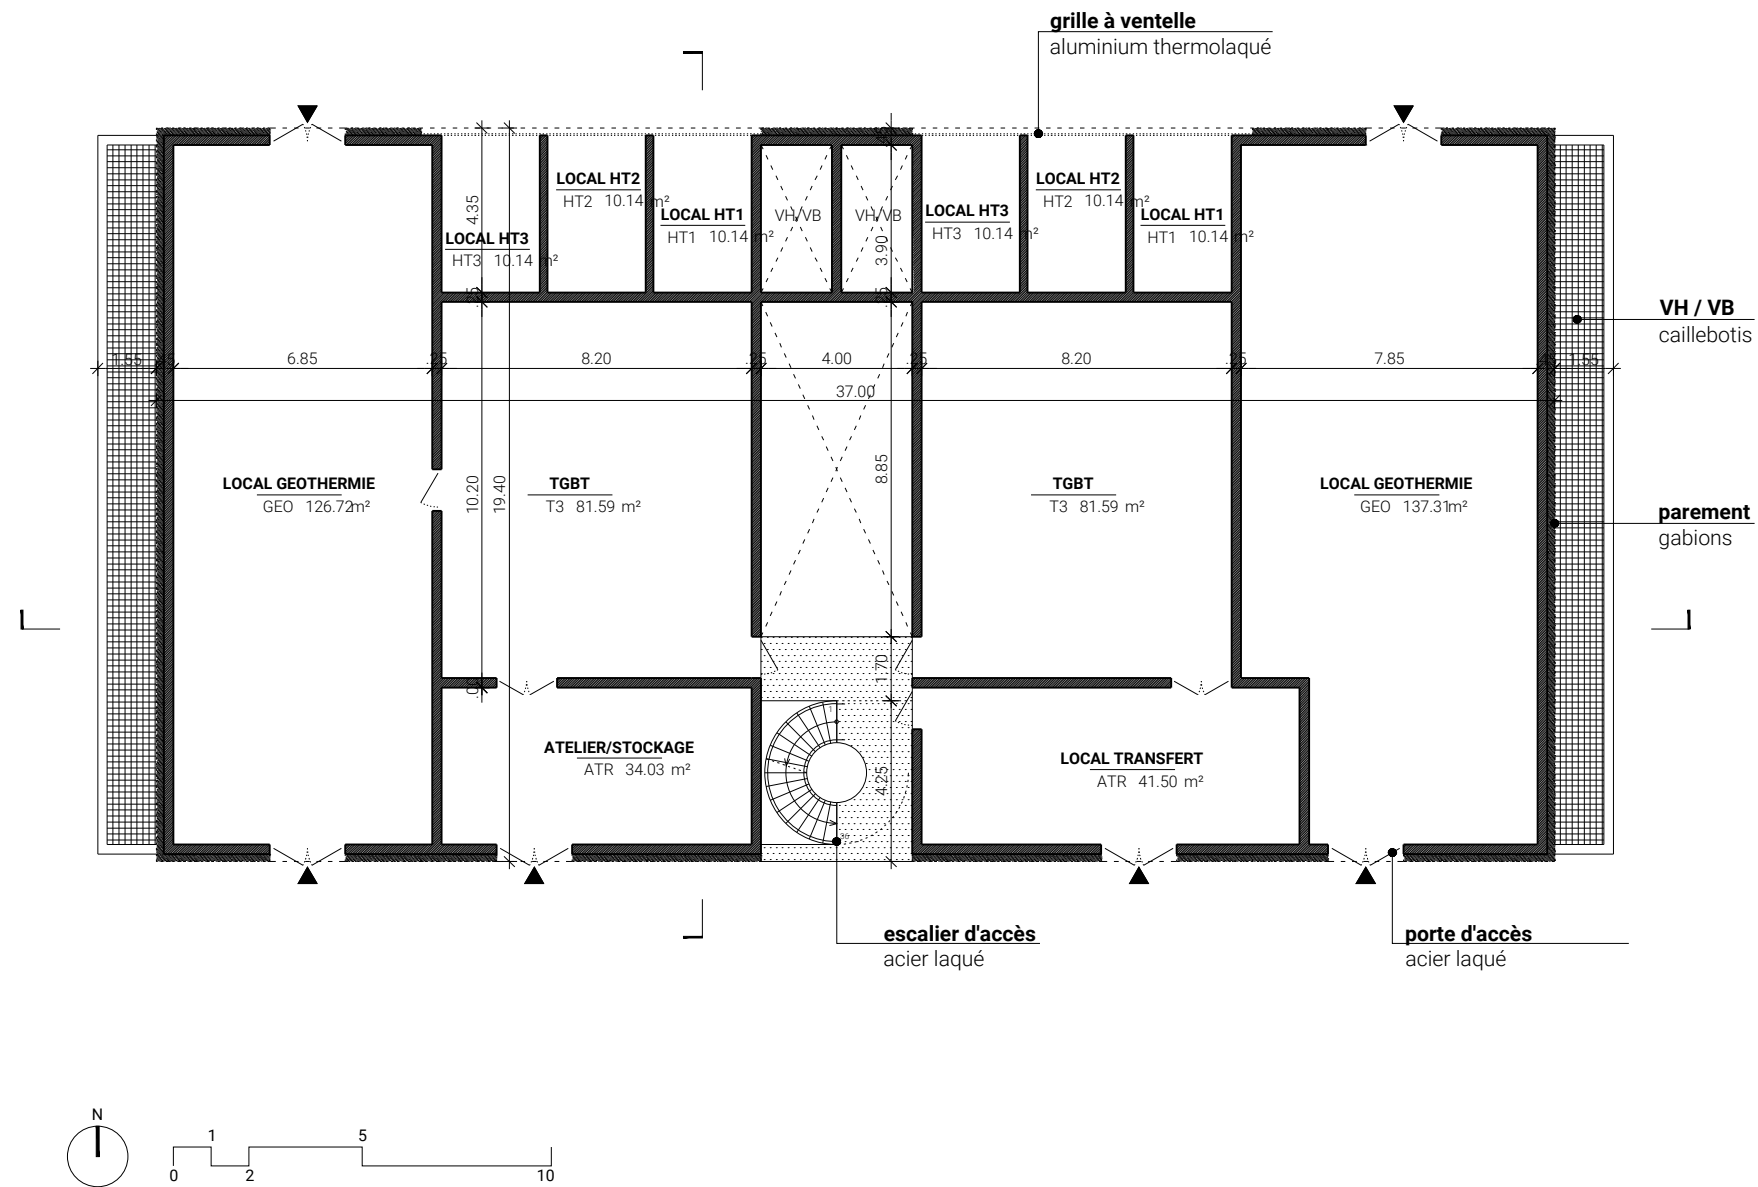 grille à ventelle
aluminium thermolaqué
LOCAL HT2
HT2 10.14 m²
LOCAL HT1
HT1 10.14 m²
LOCAL HT3
HT3 10.14 m²
4.35
VH/VB
VH/VB
3.90
LOCAL HT3
HT3 10.14 m²
LOCAL HT2
HT2 10.14 m²
LOCAL HT1
HT1 10.14 m²
.25
.25
VH / VB
caillebotis
1.55
6.85
.25
8.20
.25
4.00
.25
8.20
.25
7.85
1.55
37.00
LOCAL GEOTHERMIE
GEO 126.72m²
10.20
19.40
TGBT
T3 81.59 m²
8.85
TGBT
T3 81.59 m²
LOCAL GEOTHERMIE
GEO 137.31m²
parement
gabions
1.70
ATELIER/STOCKAGE
ATR 34.03 m²
4.25
LOCAL TRANSFERT
ATR 41.50 m²
escalier d'accès
acier laqué
porte d'accès
acier laqué
N
1
5
0
2
10